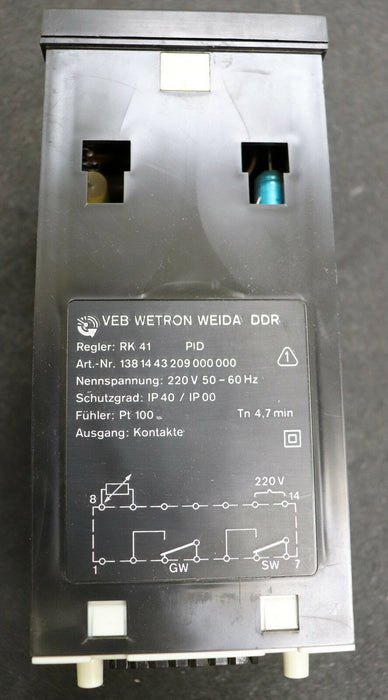 VEB WETRON WEIDA DDR
Regler: RK 41 PID
Art.-Nr. 138 14 43 209 000 000
1
Nennspannung: 220 V 50 – 60 Hz
Schutzgrad: IP 40 / IP 00
Fühler: Pt 100 Tn 4,7 min
Ausgang: Kontakte
220 V
8 14
1 GW SW 7